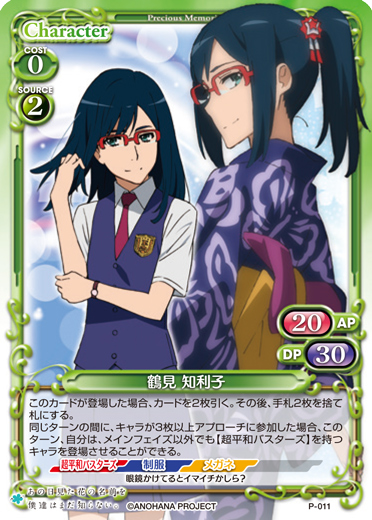 Precious Memories
Character
COST
0
SOURCE
2
20 AP
DP 30
鶴見 知利子
このカードが登場した場合、カードを2枚引く。その後、手札2枚を捨て
札にする。
同じターンの間に、キャラが3枚以上アプローチに参加した場合、このター
ン、自分は、メインフェイズ以外でも【超平和バスターズ】を持つ
キャラを登場させることができる。
超平和バスターズ 制服 メガネ
眼鏡かけてるとイマイチかしら?
あの日見た花の名前を
僕達はまだ知らない。
©ANOHANA PROJECT
P-011